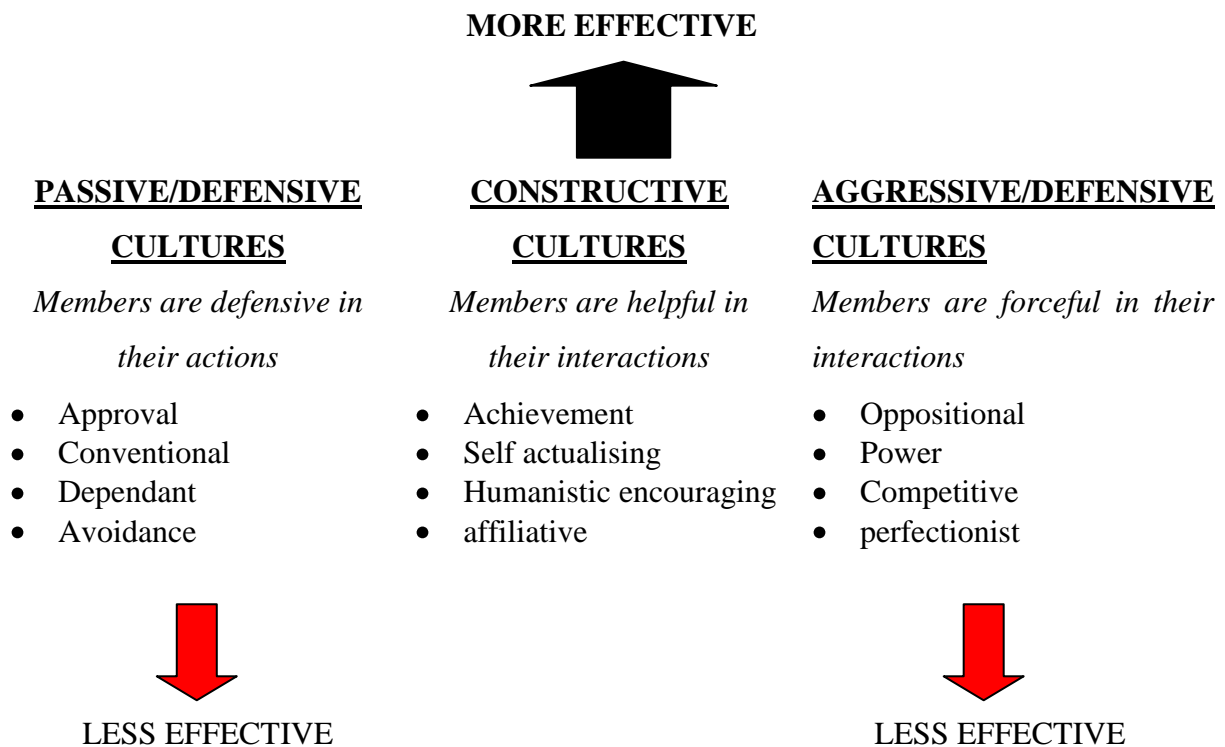 MORE EFFECTIVE
PASSIVE/DEFENSIVE
CULTURES
Members are defensive in
their actions
• Approval
• Conventional
• Dependant
• Avoidance
CONSTRUCTIVE
CULTURES
Members are helpful in
their interactions
• Achievement
• Self actualising
• Humanistic encouraging
• affiliative
AGGRESSIVE/DEFENSIVE
CULTURES
Members are forceful in their
interactions
• Oppositional
• Power
• Competitive
• perfectionist
LESS EFFECTIVE
LESS EFFECTIVE